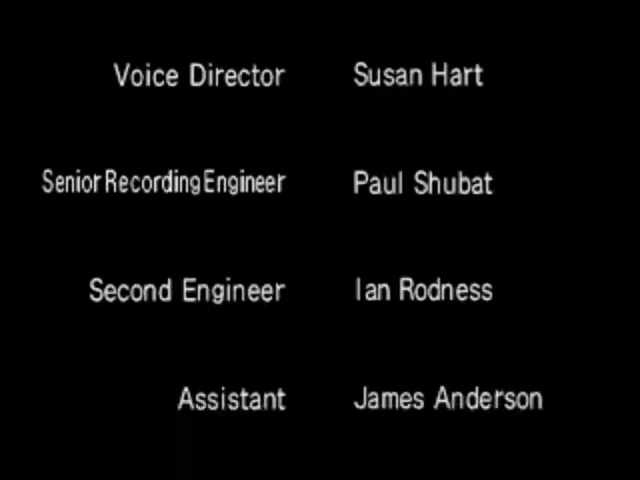 Voice Director Susan Hart
Senior Recording Engineer Paul Shubat
Second Engineer Ian Rodness
Assistant James Anderson